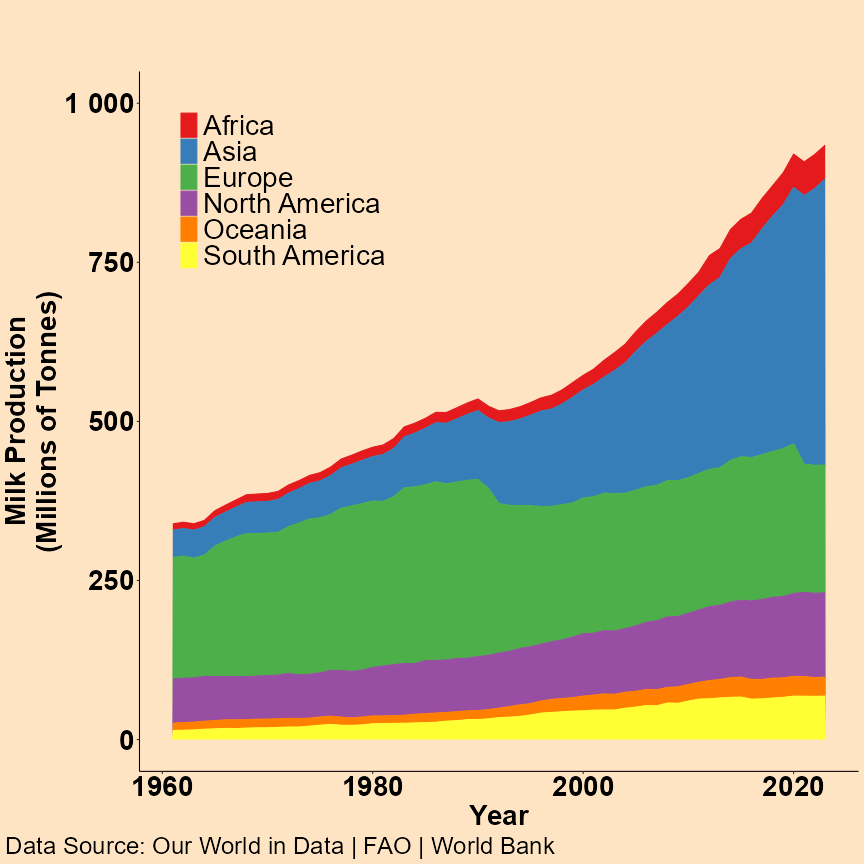 1 000
750
500
250
0
Africa
Asia
Europe
North America
Oceania
South America
Milk Production
(Millions of Tonnes)
1960 1980 2000 2020
Year
Data Source: Our World in Data | FAO | World Bank